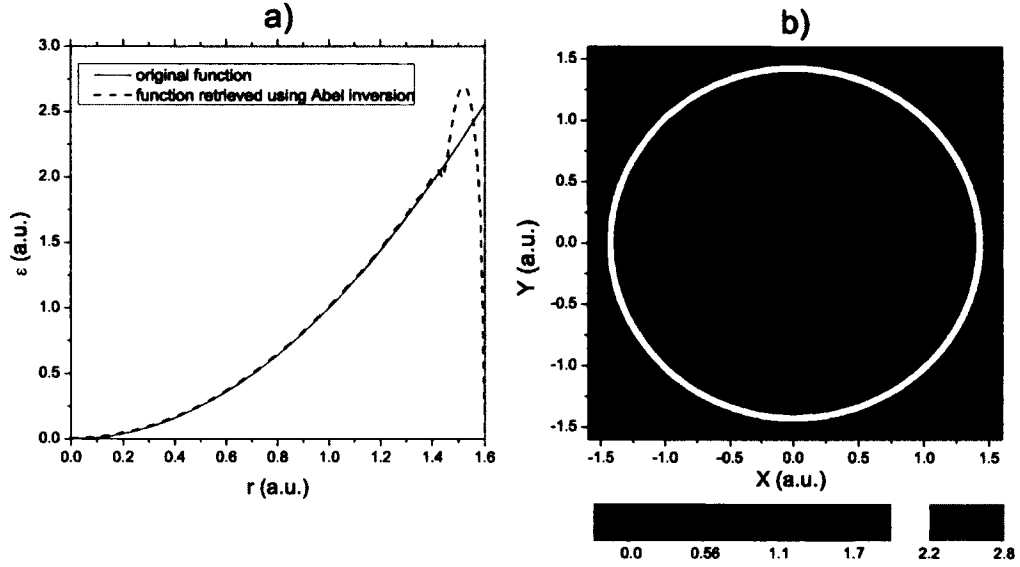 a)
3.0
2.5
2.0
1.5
1.0
0.5
0.0
ε (a.u.)
original function
function retrieved using Abel inversion
0.0 0.2 0.4 0.6 0.8 1.0 1.2 1.4 1.6
r (a.u.)
b)
1.5
1.0
0.5
0.0
-0.5
-1.0
-1.5
Y (a.u.)
-1.5 -1.0 -0.5 0.0 0.5 1.0 1.5
X (a.u.)
0.0 0.56 1.1 1.7 2.2 2.8